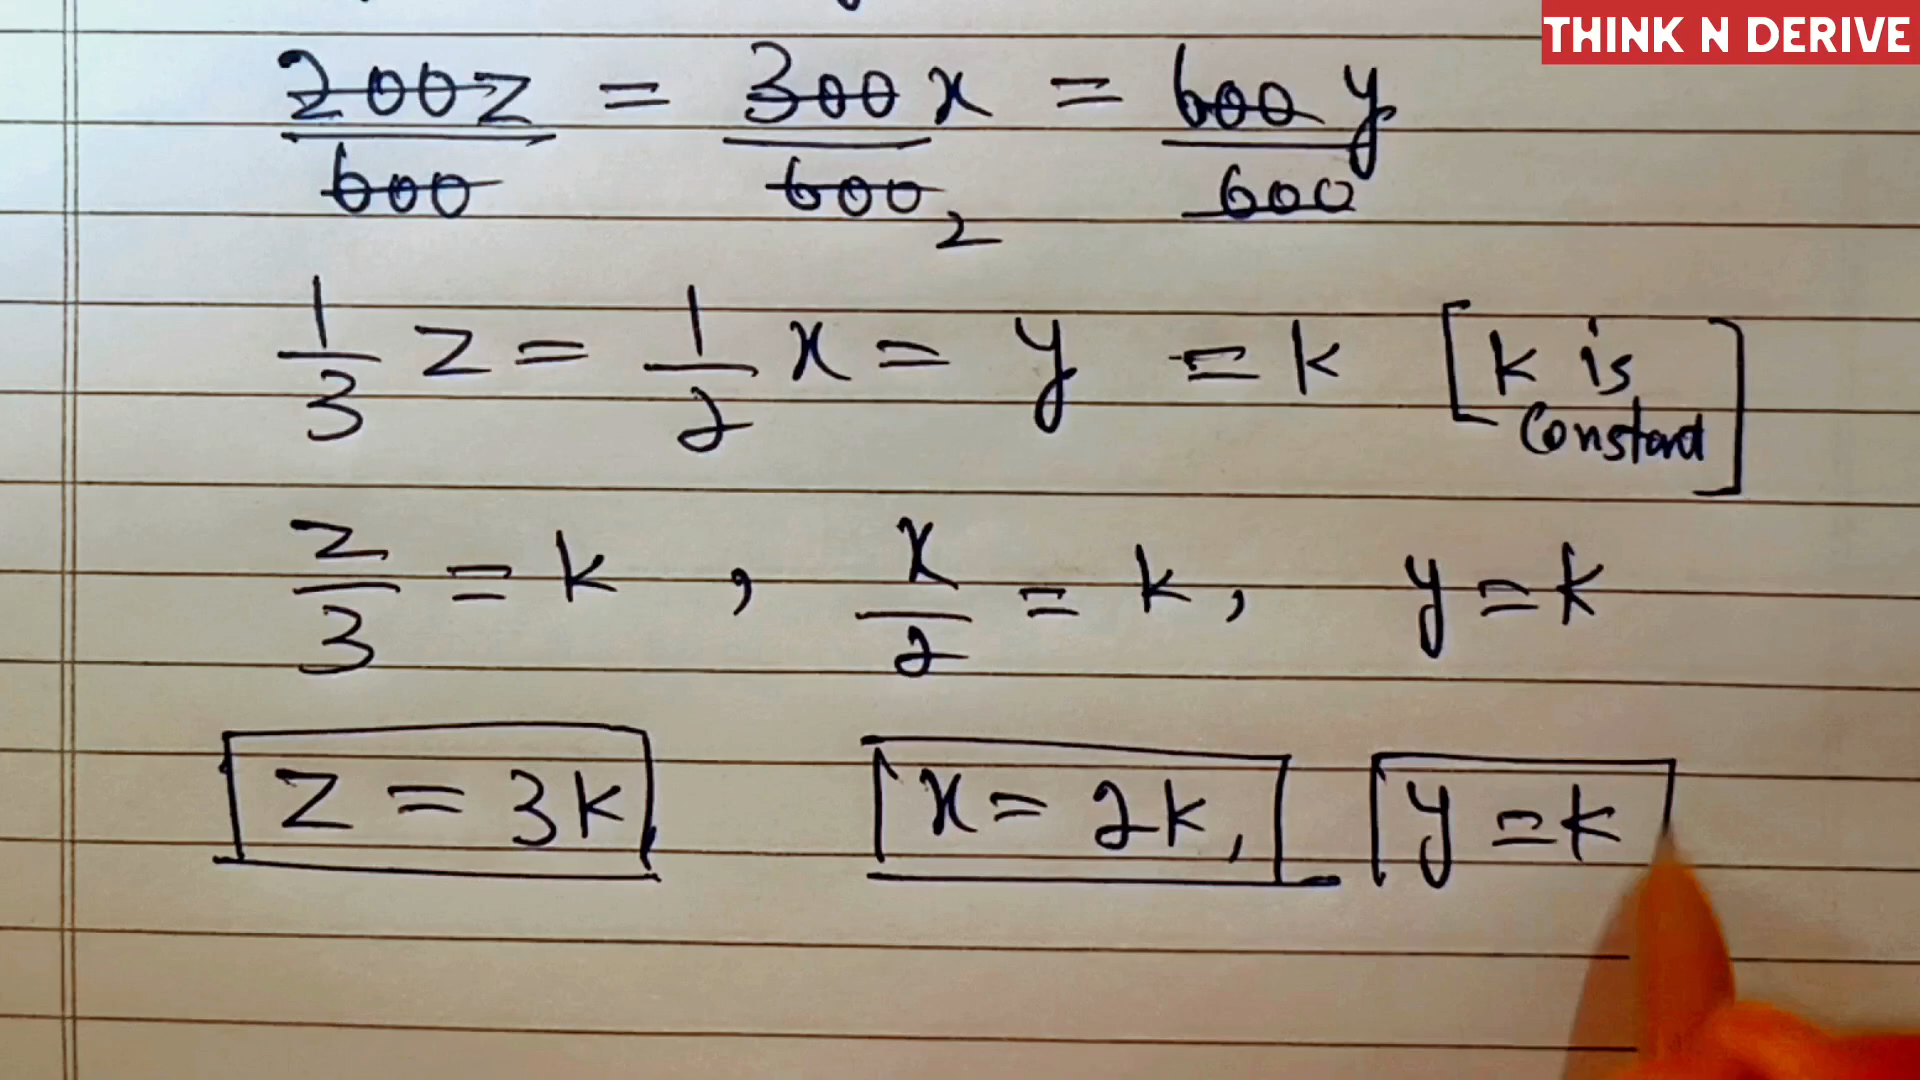 THINK N DERIVE
200z/600 = 300x/600 2 = 600y/600
1/3 z = 1/2 x = y = k [k is
constant]
z/3 = k , x/2 = k, y = k
z = 3k x = 2k, y = k